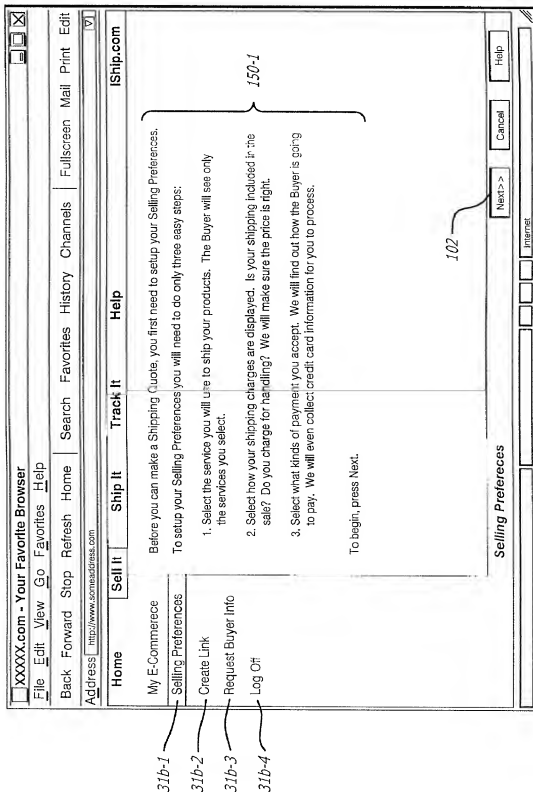 XXXXX.com - Your Favorite Browser
File Edit View Go Favorites Help
Back Forward Stop Refresh Home Search Favorites History Channels Fullscreen Mail Print Edit
Address http://www.someaddress.com
Home Sell It Ship It Track It Help IShip.com
My E-Commerece
Selling Preferences
Create Link
Request Buyer Info
Log Off
31b-1
31b-2
31b-3
31b-4
Before you can make a Shipping Quote, you first need to setup your Selling Preferences.
To setup your Selling Preferences you will need to do only three easy steps:
1. Select the service you will use to ship your products. The Buyer will see only
the services you select.
2. Select how your shipping charges are displayed. Is your shipping included in the
sale? Do you charge for handling? We will make sure the price is right.
3. Select what kinds of payment you accept. We will find out how the Buyer is going
to pay. We will even collect credit card information for you to process.
To begin, press Next.
150-1
102
Selling Prefereces
Next>> Cancel Help
Internet